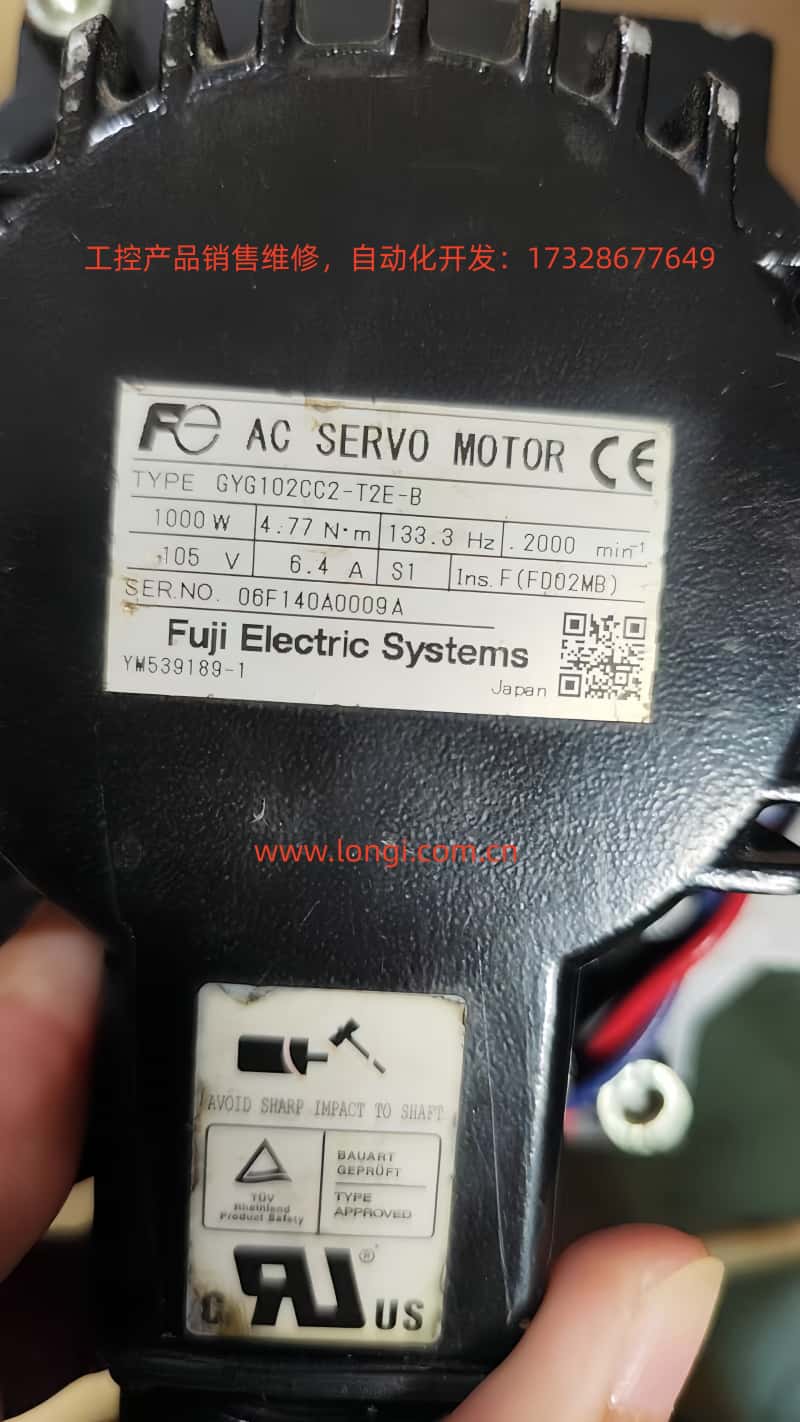 工控产品销售维修，自动化开发：17328677649
Fe AC SERVO MOTOR CE
TYPE GYG102CC2-T2E-B
1000 W 4.77 N·m 133.3 Hz 2000 min⁻¹
105 V 6.4 A S1 Ins. F(FD02MB)
SER.NO. 06F140A0009A
Fuji Electric Systems
YM539189-1
Japan
www.longi.com.cn
AVOID SHARP IMPACT TO SHAFT
TÜV
Rheinland
Product Safety
BAUART
GEPRÜFT
TYPE
APPROVED
C RU ® US